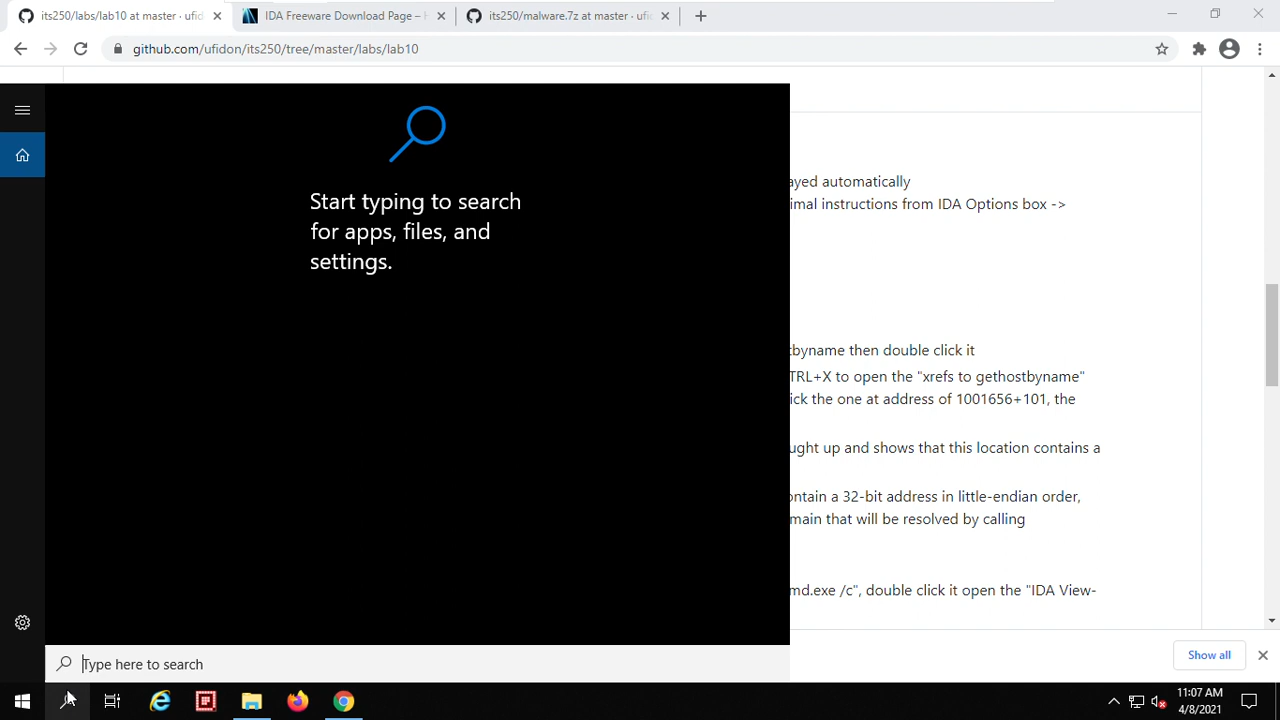 its250/labs/lab10 at master · ufid
IDA Freeware Download Page –
its250/malware.7z at master · ufid
github.com/ufidon/its250/tree/master/labs/lab10
Start typing to search
for apps, files, and
settings.
ayed automatically
imal instructions from IDA Options box ->
tbyname then double click it
TRL+X to open the "xrefs to gethostbyname"
ick the one at address of 1001656+101, the
ught up and shows that this location contains a
ontain a 32-bit address in little-endian order,
main that will be resolved by calling
md.exe /c", double click it open the "IDA View-
Show all
Type here to search
11:07 AM
4/8/2021